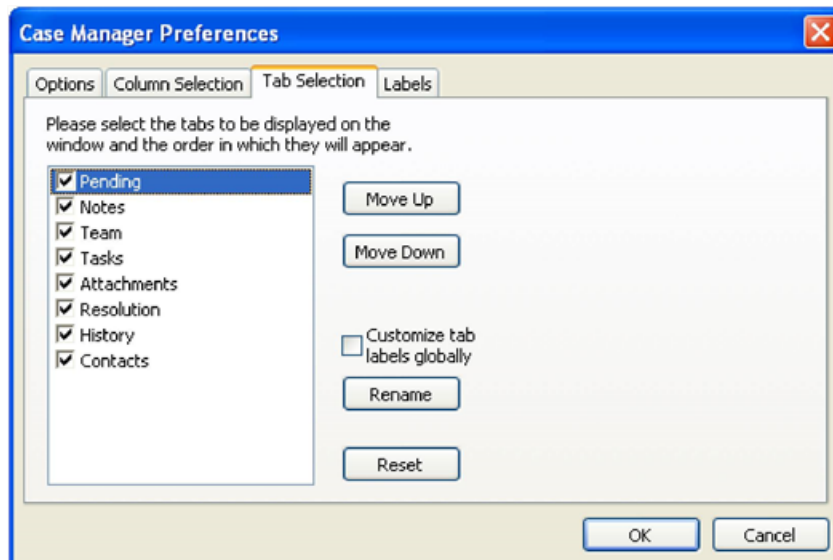 Case Manager Preferences
Options
Column Selection
Tab Selection
Labels
Please select the tabs to be displayed on the
window and the order in which they will appear.
Pending
Notes
Team
Tasks
Attachments
Resolution
History
Contacts
Move Up
Move Down
Customize tab
labels globally
Rename
Reset
OK
Cancel